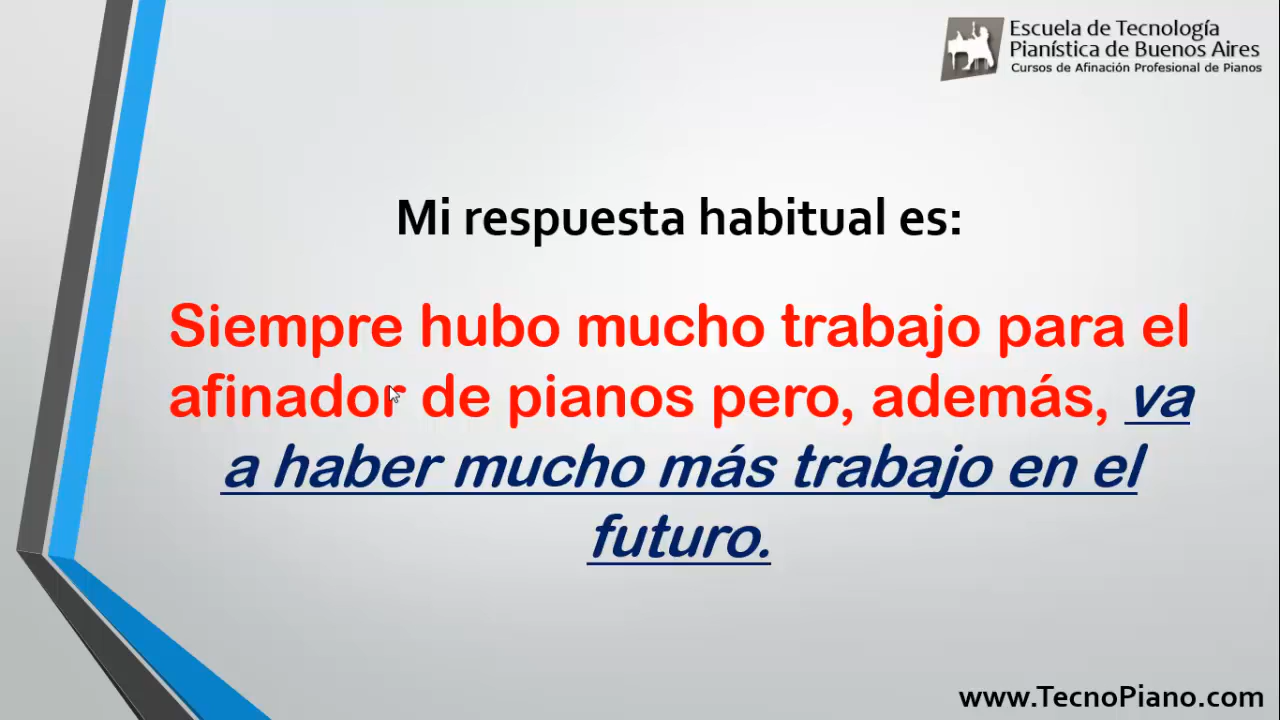 Escuela de Tecnología
Pianística de Buenos Aires
Cursos de Afinación Profesional de Pianos
Mi respuesta habitual es:
Siempre hubo mucho trabajo para el
afinador de pianos pero, además, va
a haber mucho más trabajo en el
futuro.
www.TecnoPiano.com